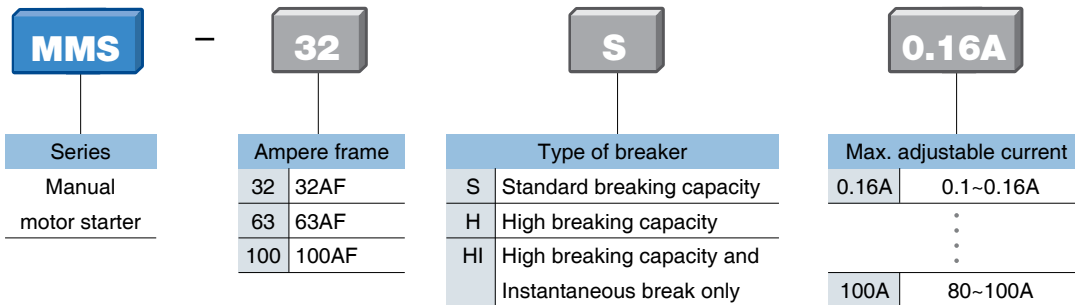 MMS – 32 S 0.16A
Series
Manual
motor starter
Ampere frame
32 32AF
63 63AF
100 100AF
Type of breaker
S Standard breaking capacity
H High breaking capacity
HI High breaking capacity and
Instantaneous break only
Max. adjustable current
0.16A 0.1~0.16A
100A 80~100A